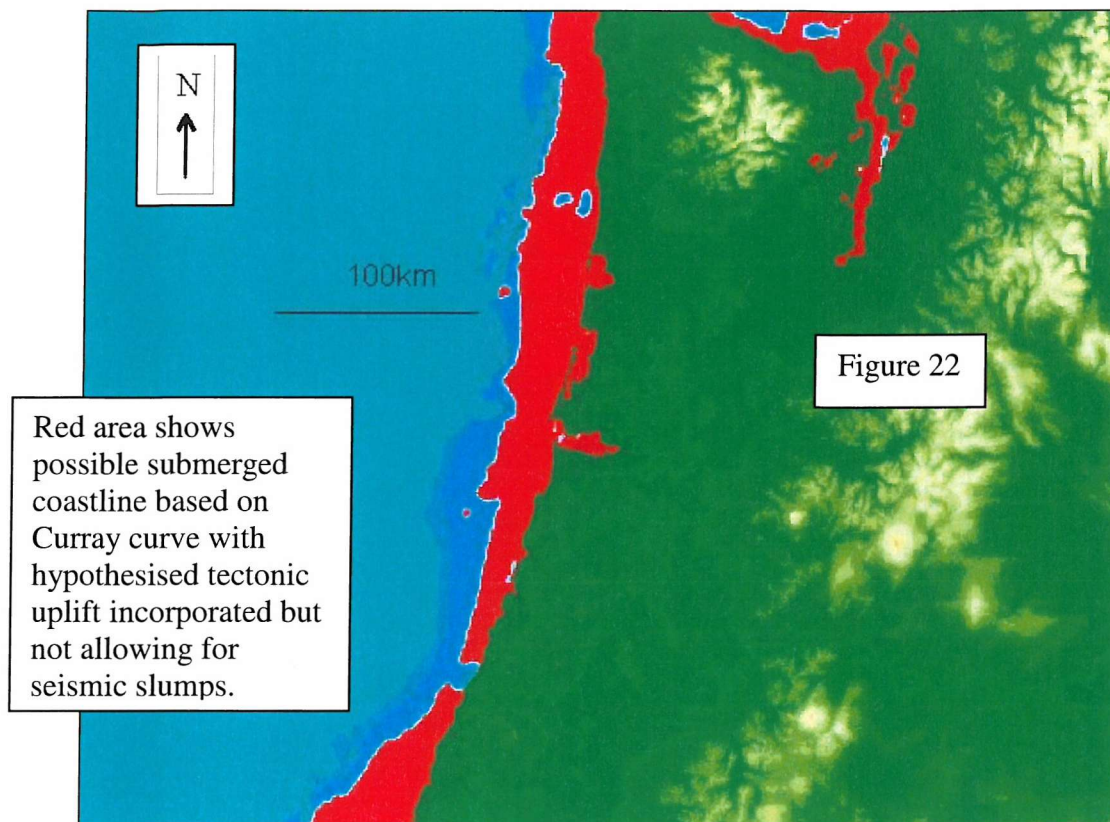 N
100km
Figure 22
Red area shows
possible submerged
coastline based on
Curray curve with
hypothesised tectonic
uplift incorporated but
not allowing for
seismic slumps.